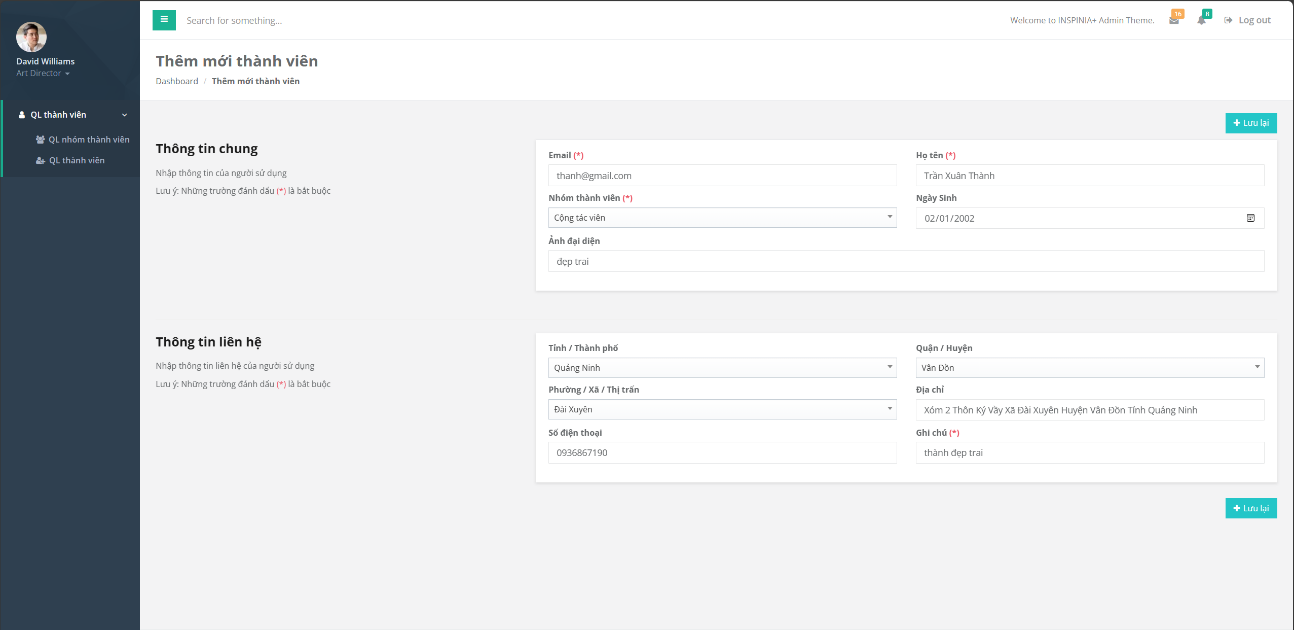 Search for something...
Welcome to INSPINIA+ Admin Theme.
16
8
Log out
David Williams
Art Director
QL thành viên
QL nhóm thành viên
QL thành viên
Thêm mới thành viên
Dashboard / Thêm mới thành viên
+ Lưu lại
Thông tin chung
Nhập thông tin của người sử dụng
Lưu ý: Những trường đánh dấu (*) là bắt buộc
Email (*)
Họ tên (*)
thanh@gmail.com
Trần Xuân Thành
Nhóm thành viên (*)
Ngày Sinh
Cộng tác viên
02/01/2002
Ảnh đại diện
đẹp trai
Thông tin liên hệ
Nhập thông tin liên hệ của người sử dụng
Lưu ý: Những trường đánh dấu (*) là bắt buộc
Tỉnh / Thành phố
Quận / Huyện
Quảng Ninh
Vân Đồn
Phường / Xã / Thị trấn
Địa chỉ
Đài Xuyên
Xóm 2 Thôn Ký Vầy Xã Đài Xuyên Huyện Vân Đồn Tỉnh Quảng Ninh
Số điện thoại
Ghi chú (*)
0936867190
thành đẹp trai
+ Lưu lại